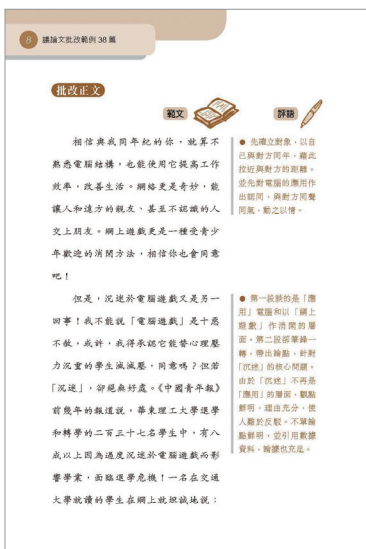 8 議論文批改範例 38 篇
批改正文
範文
評語
相信與我同年紀的你，就算不
熟悉電腦結構，也能使用它提高工作
效率，改善生活。網絡更是奇妙，能
讓人和遠方的親友、甚至不認識的人
交上朋友。網上遊戲更是一種受青少
年歡迎的消閒方法，相信你也會同意
吧！
但是，沉迷於電腦遊戲又是另一
回事！我不能說「電腦遊戲」是十惡
不赦，或許，我得承認它能替心理壓
力沉重的學生減減壓，同意嗎？但若
「沉迷」，卻絕無好處。《中國青年報》
前幾年的報道說，華東理工大學退學
和轉學的二百三十七名學生中，有八
成以上因為過度沉迷於電腦遊戲而影
響學業，面臨退學危機！一名在交通
大學就讀的學生在網上就坦誠地說：
● 先確立對象，以自
己與對方同年，藉此
拉近與對方的距離。
並先對電腦的應用作
出認同，與對方同聲
同氣，動之以情。
● 第一段談的是「應
用」電腦和以「網上
遊戲」作消閒的層
面。第二段卻筆鋒一
轉，帶出論點，針對
「沉迷」的核心問題。
由於「沉迷」不再是
「應用」的層面，觀點
鮮明，理由充分，使
人難於反駁。不單論
點鮮明，並引用數據
資料，論據也充足。